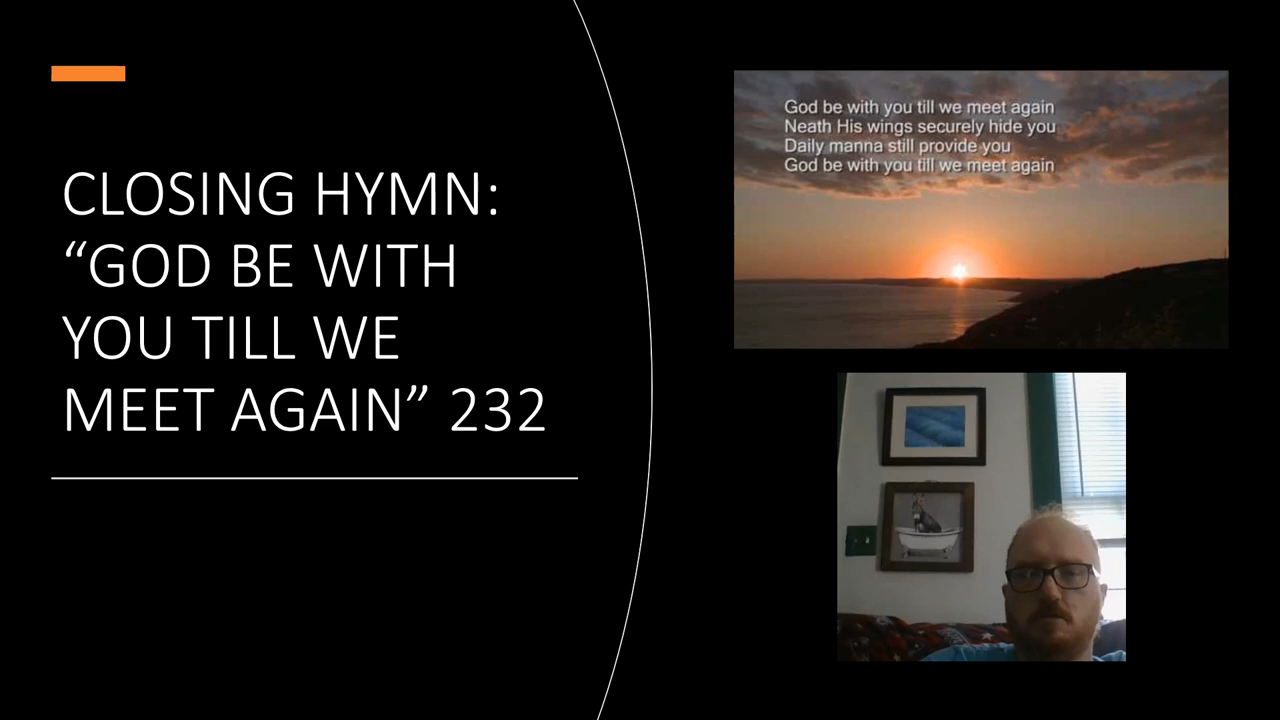 CLOSING HYMN:
“GOD BE WITH
YOU TILL WE
MEET AGAIN” 232
God be with you till we meet again
Neath His wings securely hide you
Daily manna still provide you
God be with you till we meet again